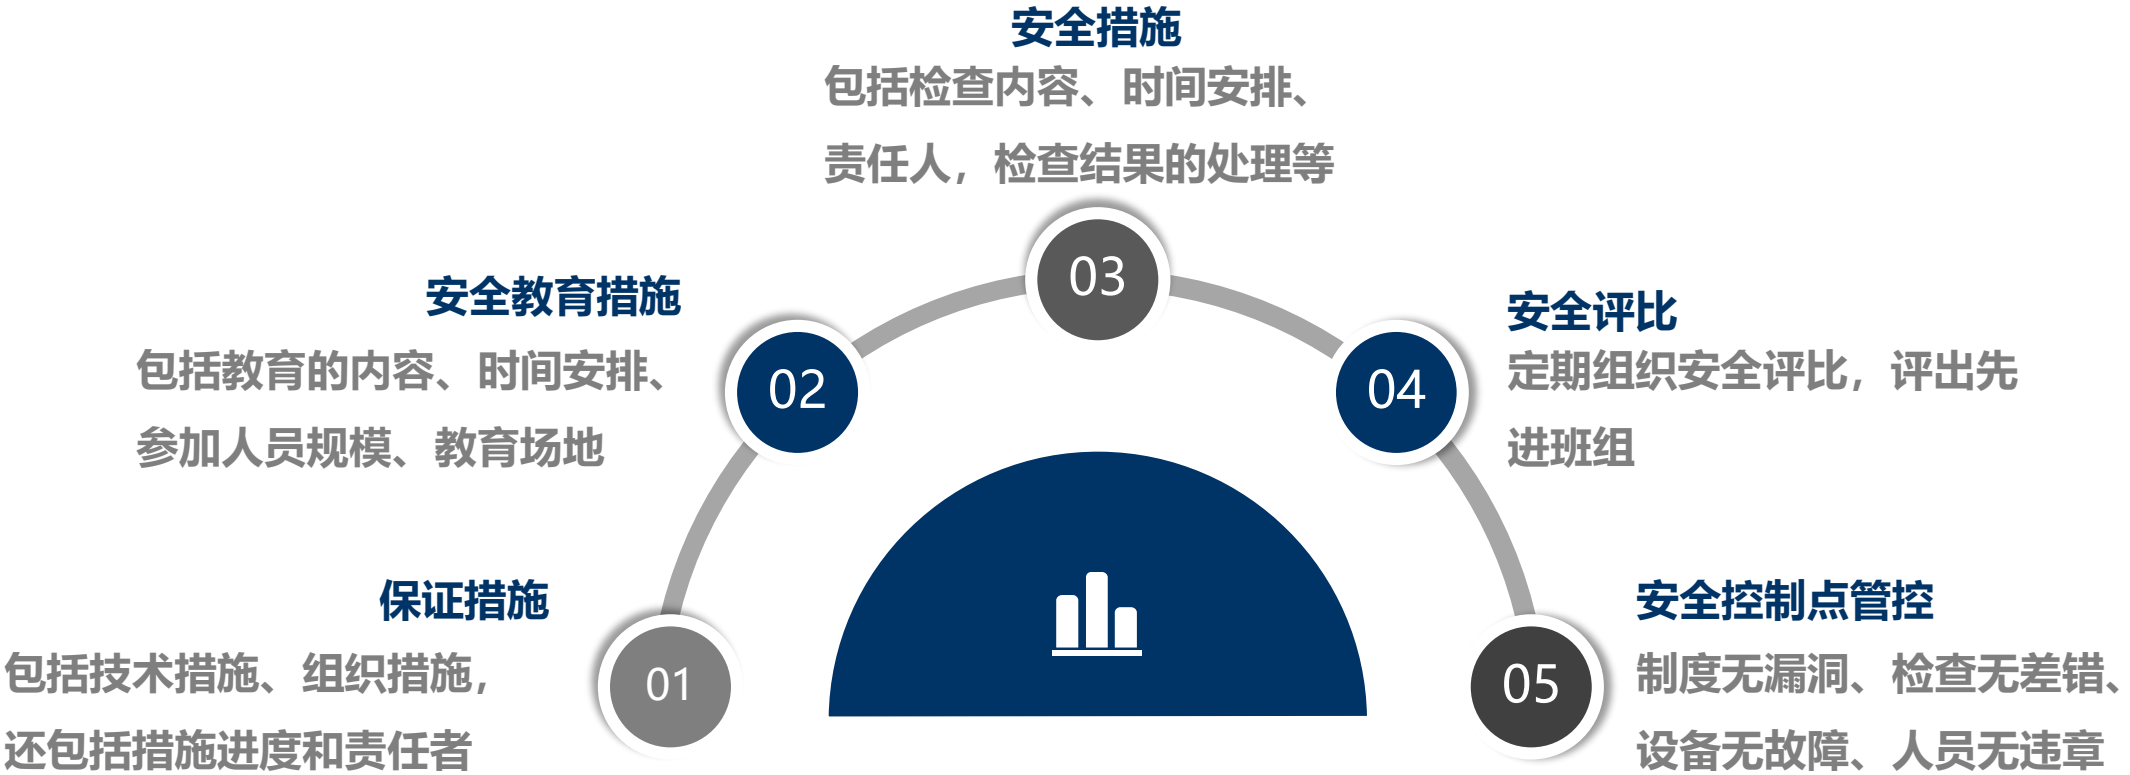 保证措施
包括技术措施、组织措施，
还包括措施进度和责任者
01
安全教育措施
包括教育的内容、时间安排、
参加人员规模、教育场地
02
安全措施
包括检查内容、时间安排、
责任人，检查结果的处理等
03
安全评比
定期组织安全评比，评出先
进班组
04
安全控制点管控
制度无漏洞、检查无差错、
设备无故障、人员无违章
05